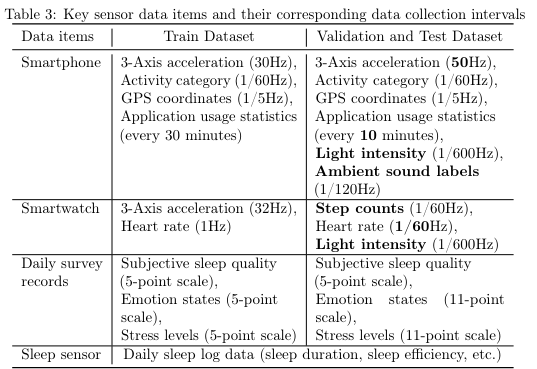 Table 3: Key sensor data items and their corresponding data collection intervals
Data items
Train Dataset
Validation and Test Dataset
Smartphone
3-Axis acceleration (30Hz),
Activity category (1/60Hz),
GPS coordinates (1/5Hz),
Application usage statistics
(every 30 minutes)
3-Axis acceleration (50Hz),
Activity category (1/60Hz),
GPS coordinates (1/5Hz),
Application usage statistics
(every 10 minutes),
Light intensity (1/600Hz),
Ambient sound labels
(1/120Hz)
Smartwatch
3-Axis acceleration (32Hz),
Heart rate (1Hz)
Step counts (1/60Hz),
Heart rate (1/60Hz),
Light intensity (1/600Hz)
Daily survey
records
Subjective sleep quality
(5-point scale),
Emotion states (5-point
scale),
Stress levels (5-point scale)
Subjective sleep quality
(5-point scale),
Emotion states (11-point
scale),
Stress levels (11-point scale)
Sleep sensor
Daily sleep log data (sleep duration, sleep efficiency, etc.)